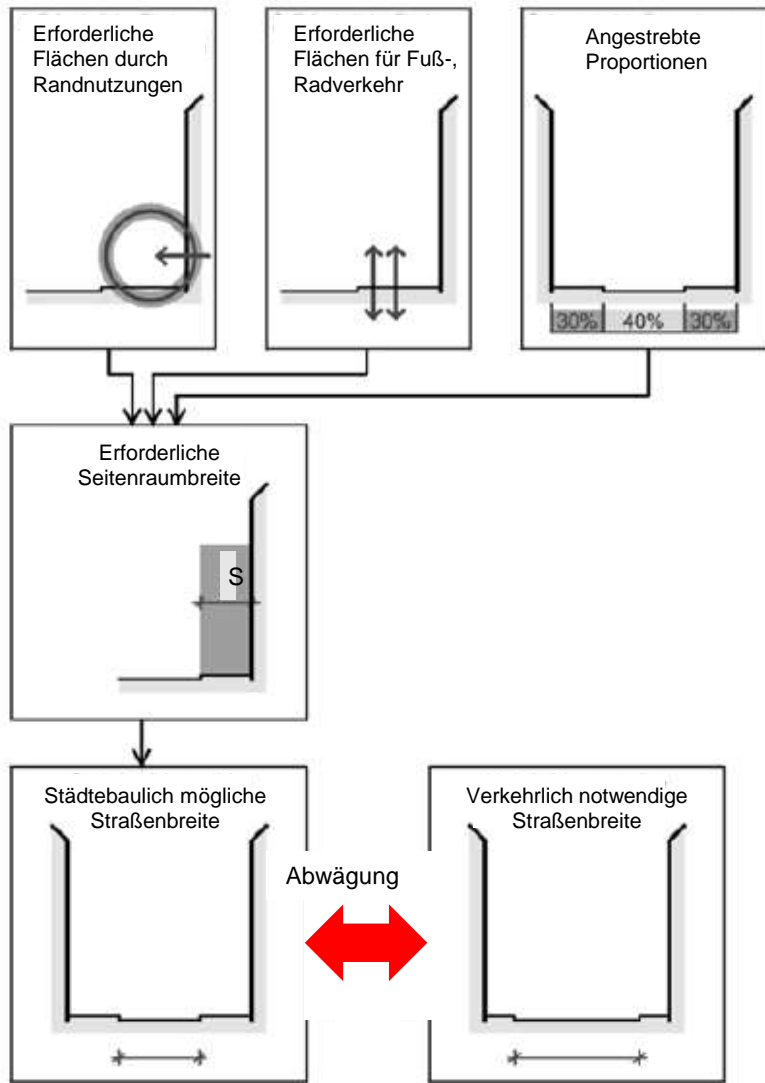 Erforderliche
Flächen durch
Randnutzungen
Erforderliche
Flächen für Fuß-,
Radverkehr
Angestrebte
Proportionen
30% 40% 30%
Erforderliche
Seitenraumbreite
S
Städtebaulich mögliche
Straßenbreite
Verkehrlich notwendige
Straßenbreite
Abwägung